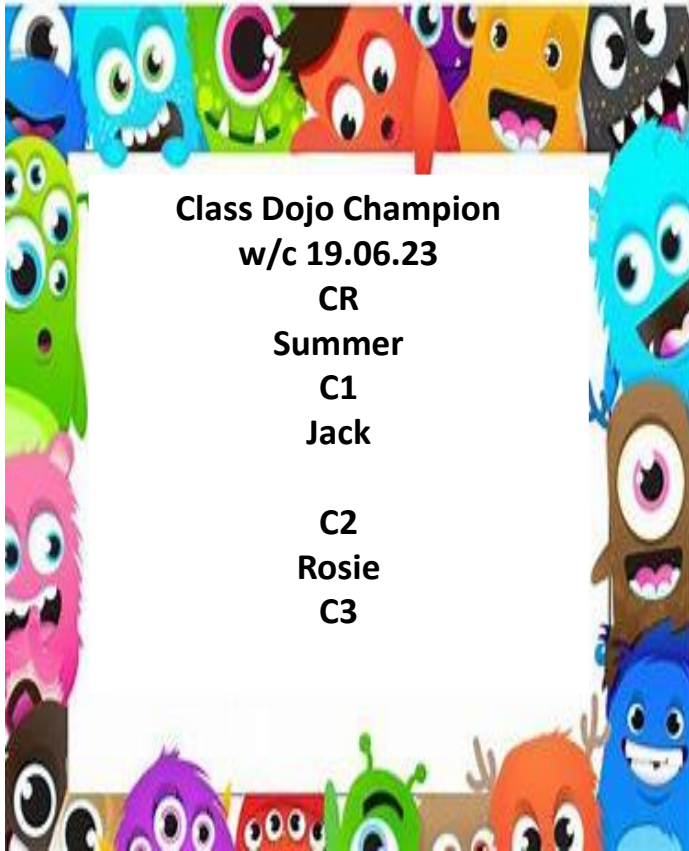 Class Dojo Champion
w/c 19.06.23
CR
Summer
C1
Jack
C2
Rosie
C3